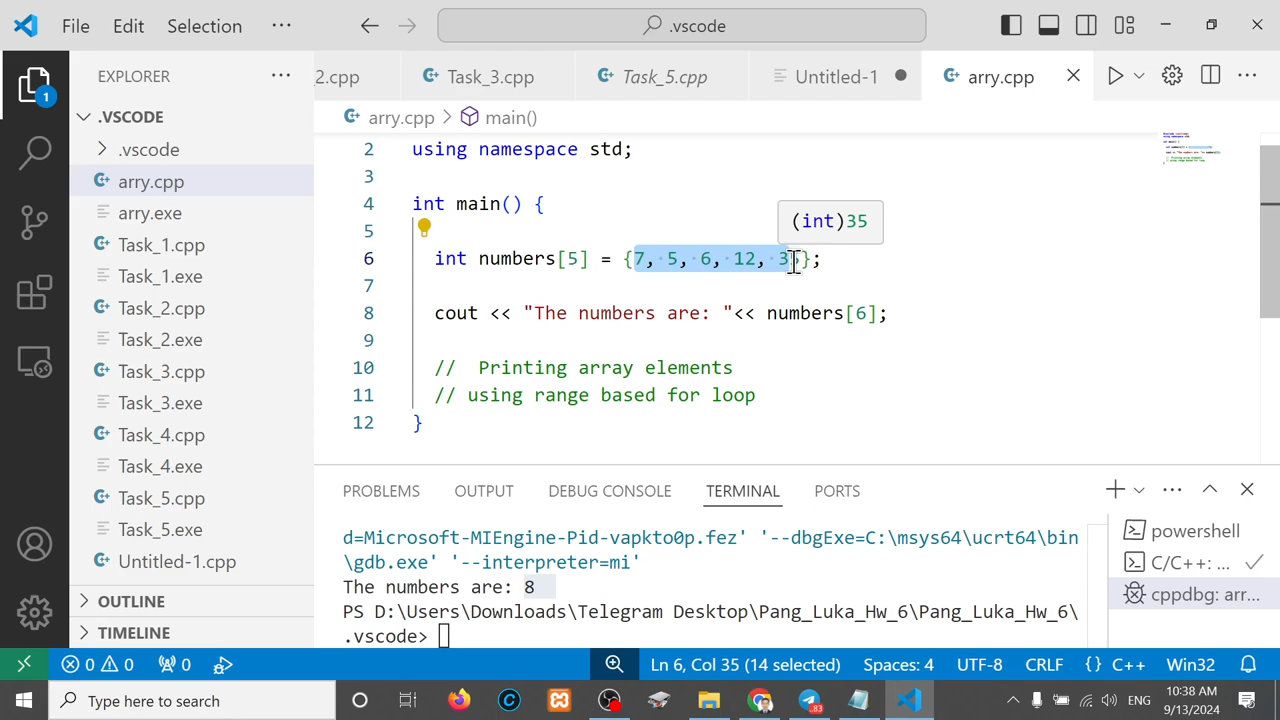 File Edit Selection ··· .vscode
EXPLORER ··· 2.cpp Task_3.cpp Task_5.cpp Untitled-1 arry.cpp ···
.VSCODE arry.cpp > main()
1
.vscode
arry.cpp
arry.exe
Task_1.cpp
Task_1.exe
Task_2.cpp
Task_2.exe
Task_3.cpp
Task_3.exe
Task_4.cpp
Task_4.exe
Task_5.cpp
Task_5.exe
Untitled-1.cpp
OUTLINE
TIMELINE
2 using namespace std;
3
4 int main() {
(int)35
5
6 int numbers[5] = {7, 5, 6, 12, 35};
7
8 cout << "The numbers are: "<< numbers[6];
9
10 // Printing array elements
11 // using range based for loop
12 }
PROBLEMS OUTPUT DEBUG CONSOLE TERMINAL PORTS
d=Microsoft-MIEngine-Pid-vapkto0p.fez' '--dbgExe=C:\msys64\ucrt64\bin
\gdb.exe' '--interpreter=mi'
The numbers are: 8
PS D:\Users\Downloads\Telegram Desktop\Pang_Luka_Hw_6\Pang_Luka_Hw_6\
.vscode>
powershell
C/C++: ...
cppdbg: arr...
0 0 0 Ln 6, Col 35 (14 selected) Spaces: 4 UTF-8 CRLF {} C++ Win32
Type here to search .83 ENG 10:38 AM
9/13/2024